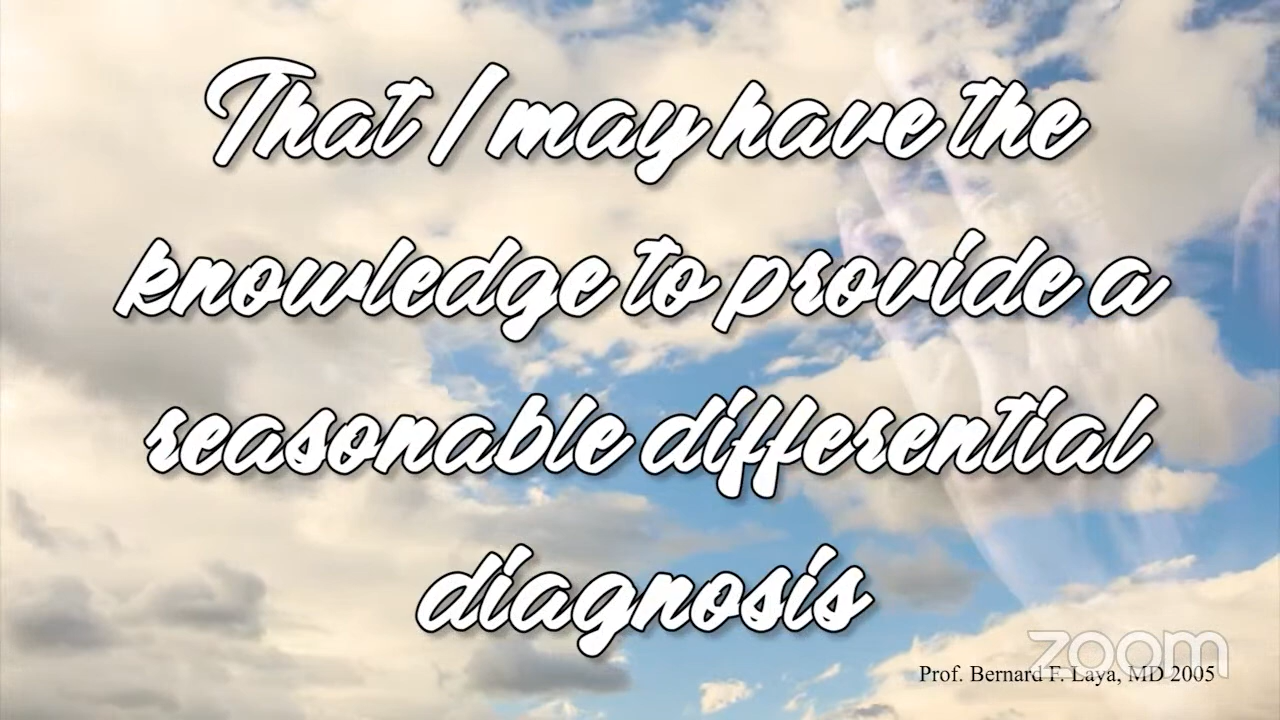 That I may have the
knowledge to provide a
reasonable differential
diagnosis
zoom
Prof. Bernard F. Laya, MD 2005